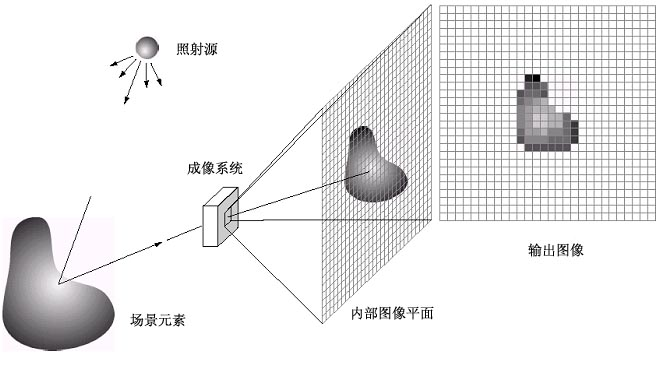 照射源
成像系统
场景元素
内部图像平面
输出图像